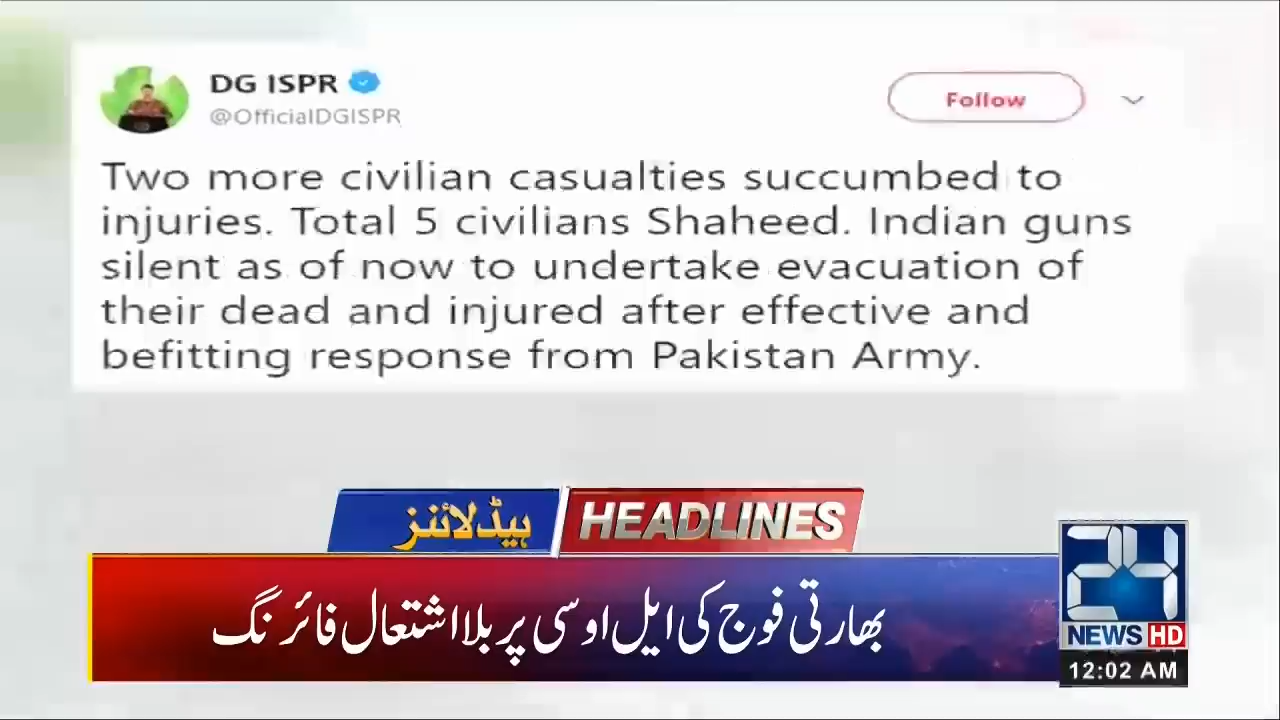 DG ISPR
@OfficialDGISPR
Follow
Two more civilian casualties succumbed to
injuries. Total 5 civilians Shaheed. Indian guns
silent as of now to undertake evacuation of
their dead and injured after effective and
befitting response from Pakistan Army.
ہیڈلائنز
HEADLINES
بھارتی فوج کی ایل او سی پر بلا اشتعال فائرنگ
24
NEWS HD
12:02 AM